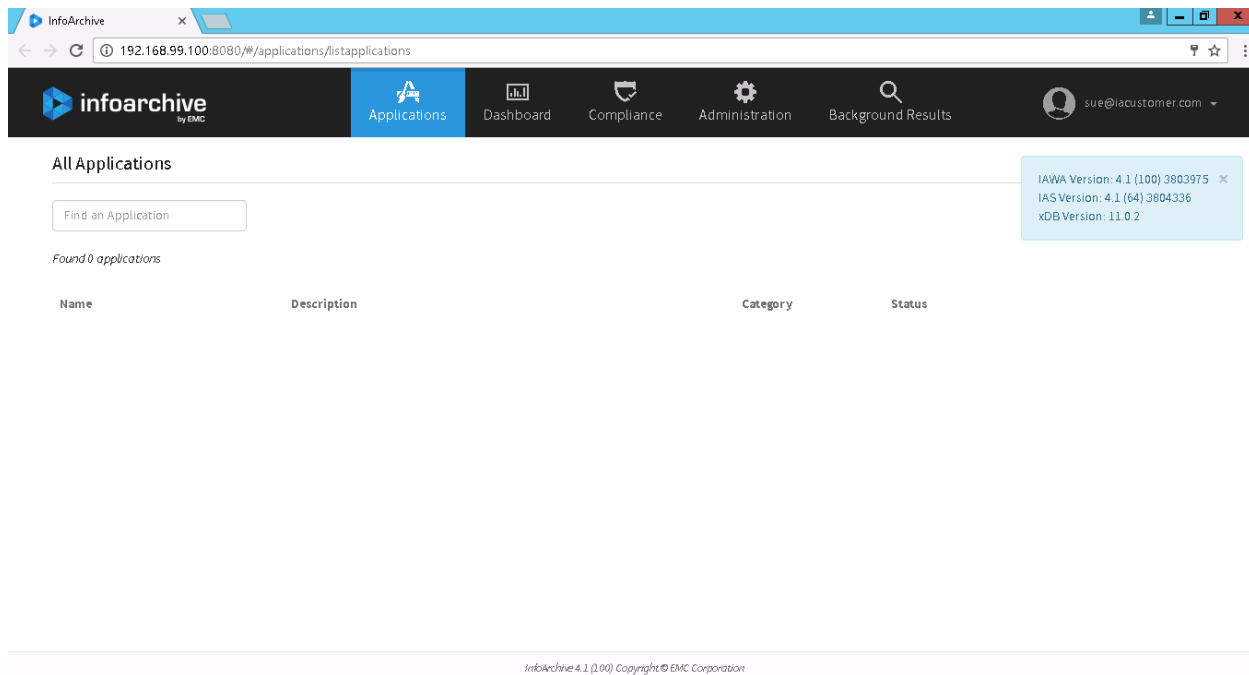 InfoArchive
192.168.99.100:8080/#/applications/listapplications
infoarchive
by EMC
Applications
Dashboard
Compliance
Administration
Background Results
sue@iacustomer.com
All Applications
IAWA Version: 4.1 (100) 3803975
IAS Version: 4.1 (64) 3804336
xDB Version: 11.0.2
Find an Application
Found 0 applications
Name Description Category Status
InfoArchive 4.1 (100) Copyright © EMC Corporation